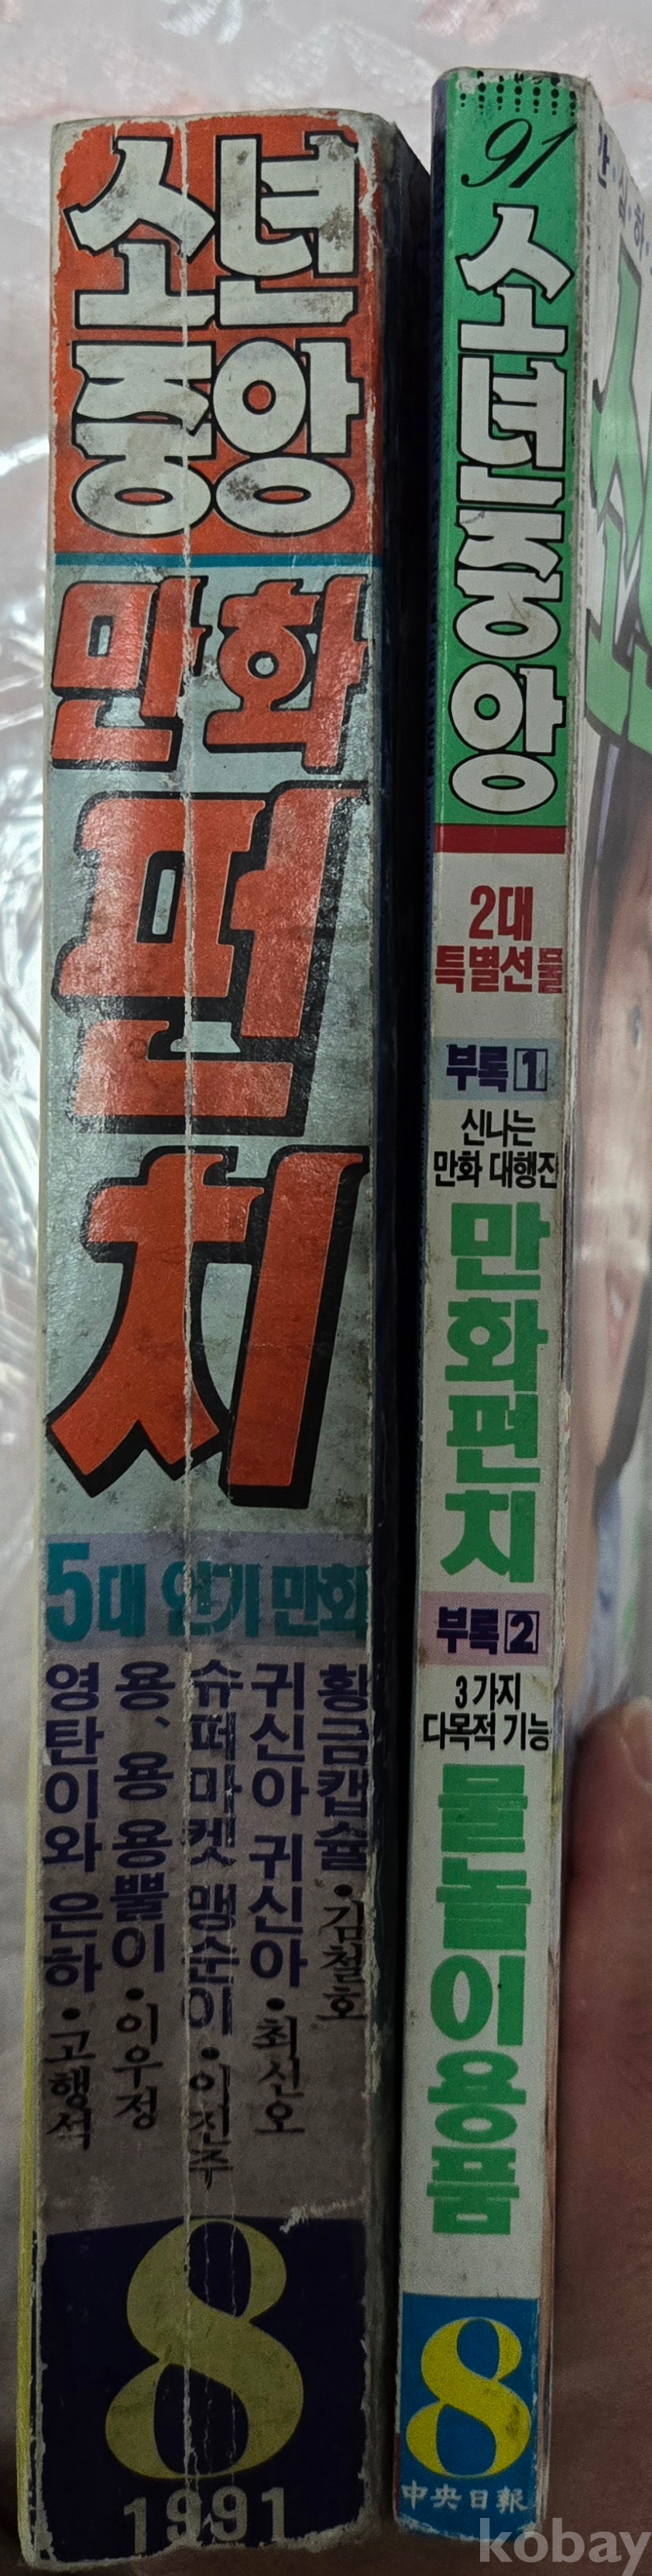 소년
중앙
만화
펀
치
5대 인기 만화
황금캡슐•김철호
귀신아 귀신아•최신오
슈퍼마켓 맹순이•이진주
용、용 용뿔이•이우정
영탄이와 은하•고행석
8
1991
91
소년중앙
2대
특별선물
부록1
신나는
만화 대행진
만화펀치
부록2
3가지
다목적 기능
물놀이용품
8
中央日報
kobay